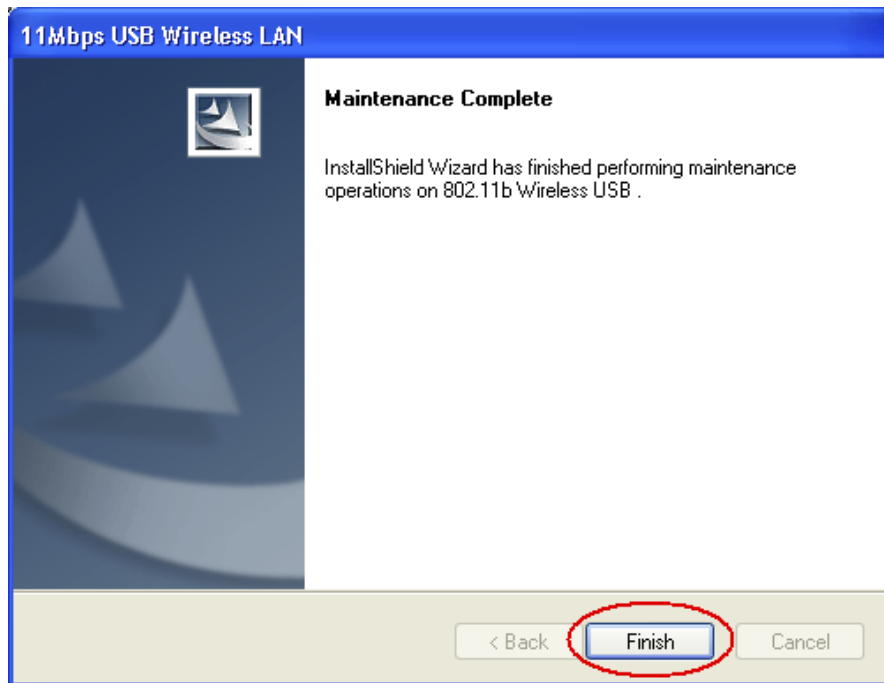 11Mbps USB Wireless LAN
Maintenance Complete
InstallShield Wizard has finished performing maintenance
operations on 802.11b Wireless USB .
< Back Finish Cancel